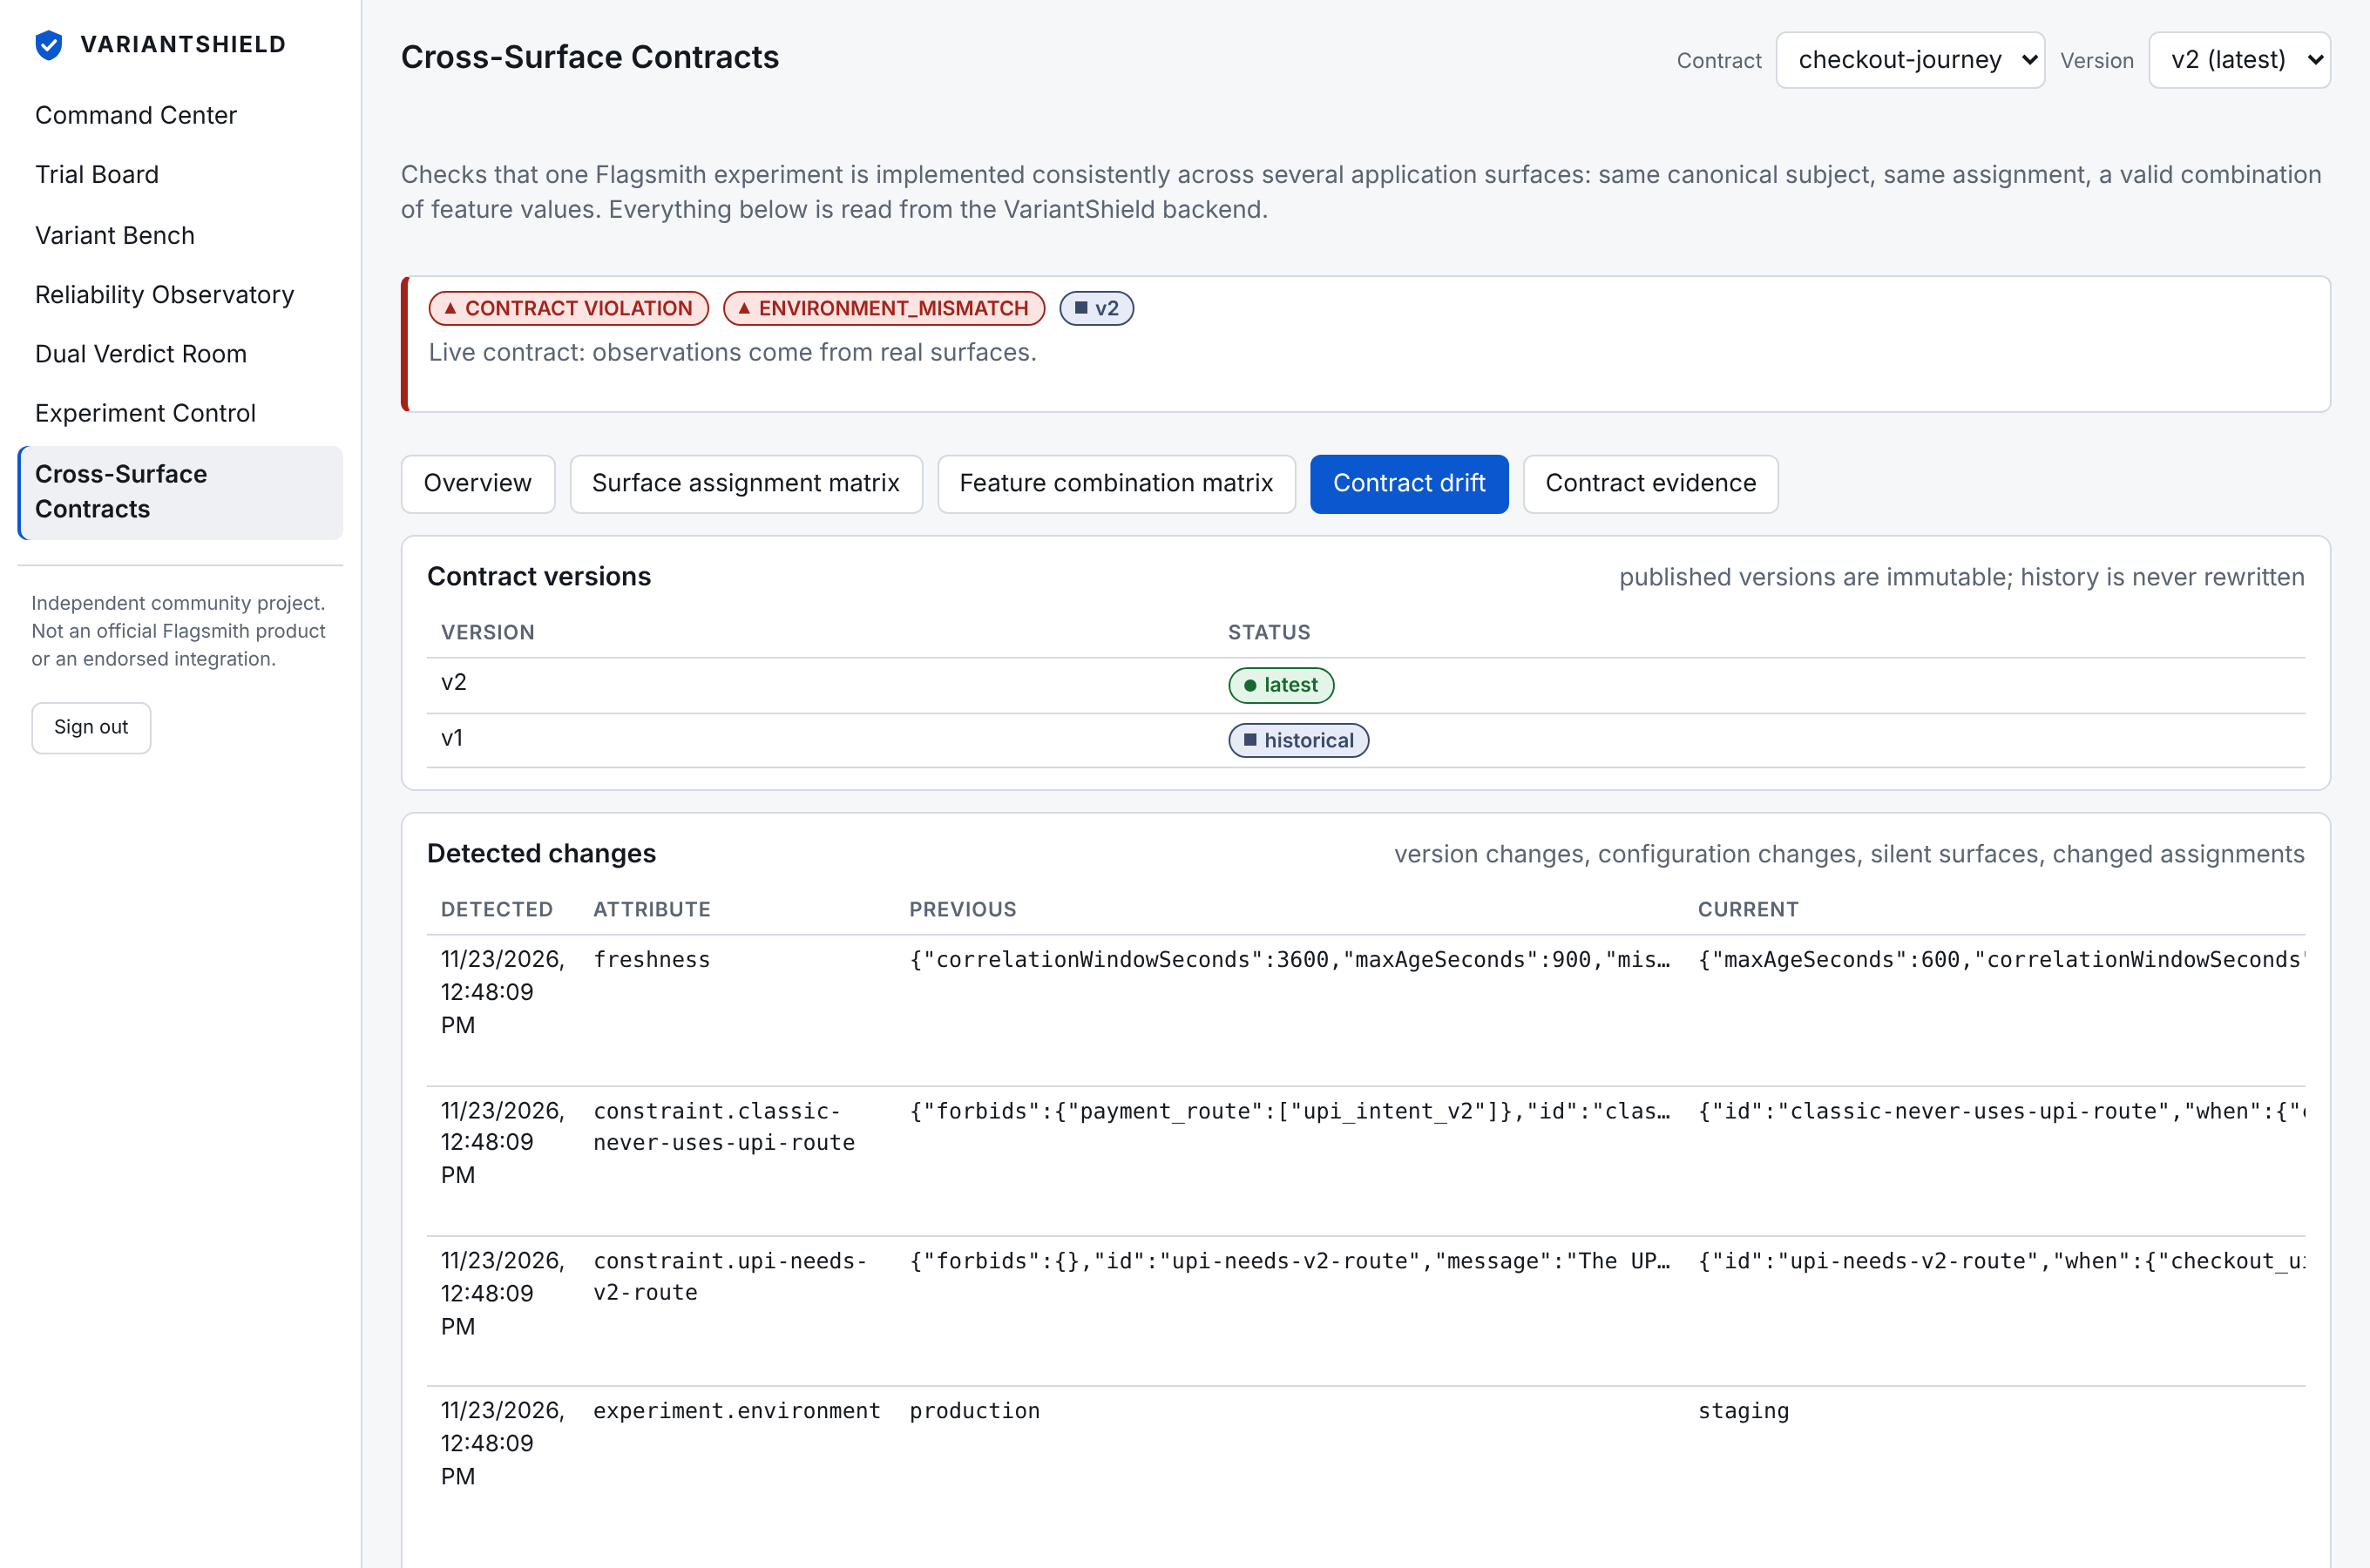 VARIANTSHIELD
Command Center
Trial Board
Variant Bench
Reliability Observatory
Dual Verdict Room
Experiment Control
Cross-Surface
Contracts
Independent community project.
Not an official Flagsmith product
or an endorsed integration.
Sign out
Cross-Surface Contracts
Contract checkout-journey Version v2 (latest)
Checks that one Flagsmith experiment is implemented consistently across several application surfaces: same canonical subject, same assignment, a valid combination
of feature values. Everything below is read from the VariantShield backend.
▲ CONTRACT VIOLATION ▲ ENVIRONMENT_MISMATCH ■ v2
Live contract: observations come from real surfaces.
Overview Surface assignment matrix Feature combination matrix Contract drift Contract evidence
Contract versions published versions are immutable; history is never rewritten
VERSION STATUS
v2 ● latest
v1 ■ historical
Detected changes version changes, configuration changes, silent surfaces, changed assignments
DETECTED ATTRIBUTE PREVIOUS CURRENT
11/23/2026, freshness {"correlationWindowSeconds":3600,"maxAgeSeconds":900,"mis… {"maxAgeSeconds":600,"correlationWindowSeconds"
12:48:09
PM
11/23/2026, constraint.classic- {"forbids":{"payment_route":["upi_intent_v2"]},"id":"clas… {"id":"classic-never-uses-upi-route","when":{"
12:48:09 never-uses-upi-route
PM
11/23/2026, constraint.upi-needs- {"forbids":{},"id":"upi-needs-v2-route","message":"The UP… {"id":"upi-needs-v2-route","when":{"checkout_u
12:48:09 v2-route
PM
11/23/2026, experiment.environment production staging
12:48:09
PM